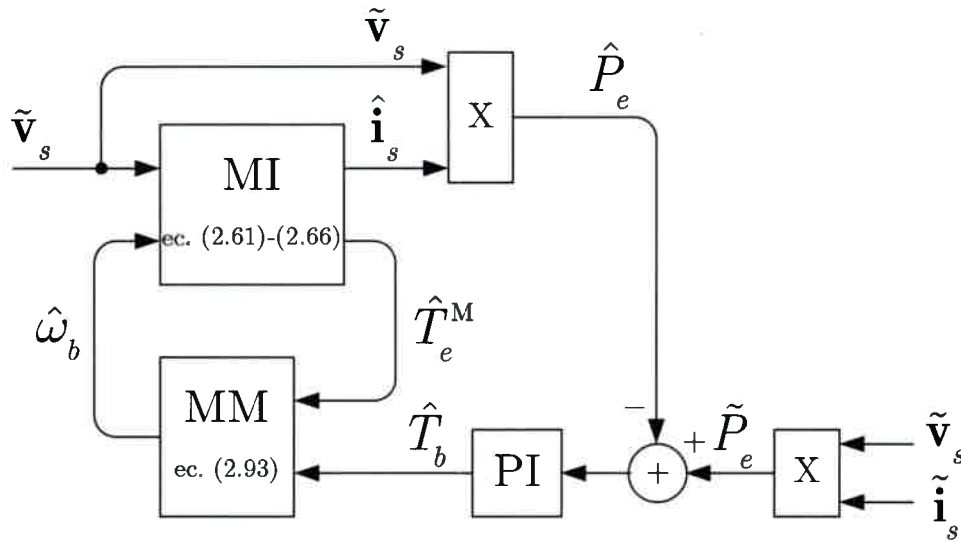 ṽ_s
ṽ_s
î_s
X
P̂_e
MI
ec. (2.61)-(2.66)
ω̂_b
T̂_e^M
MM
ec. (2.93)
T̂_b
PI
−
+
+
P̃_e
X
ṽ_s
ĩ_s